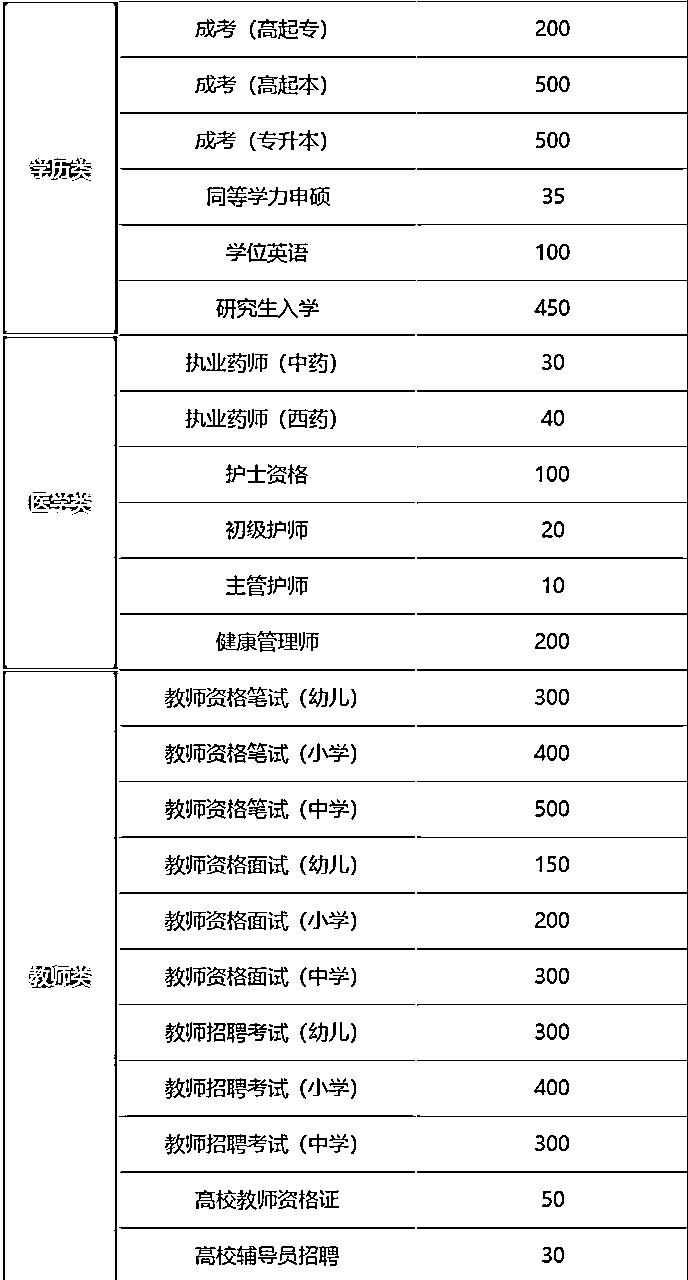 学历类
成考（高起专） 200
成考（高起本） 500
成考（专升本） 500
同等学力申硕 35
学位英语 100
研究生入学 450
医学类
执业药师（中药） 30
执业药师（西药） 40
护士资格 100
初级护师 20
主管护师 10
健康管理师 200
教师类
教师资格笔试（幼儿） 300
教师资格笔试（小学） 400
教师资格笔试（中学） 500
教师资格面试（幼儿） 150
教师资格面试（小学） 200
教师资格面试（中学） 300
教师招聘考试（幼儿） 300
教师招聘考试（小学） 400
教师招聘考试（中学） 300
高校教师资格证 50
高校辅导员招聘 30